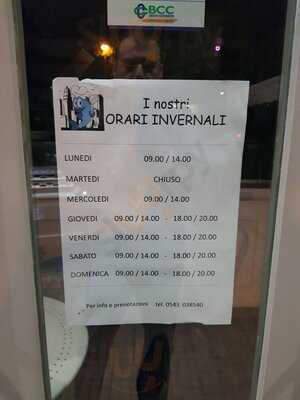 BCC
I nostri
ORARI INVERNALI
LUNEDI 09.00 / 14.00
MARTEDI CHIUSO
MERCOLEDI 09.00 / 14.00
GIOVEDI 09.00 / 14.00 - 18.00 / 20.00
VENERDI 09.00 / 14.00 - 18.00 / 20.00
SABATO 09.00 / 14.00 - 18.00 / 20.00
DOMENICA 09.00 / 14.00 - 18.00 / 20.00
Per info e prenotazioni tel. 0543 038540